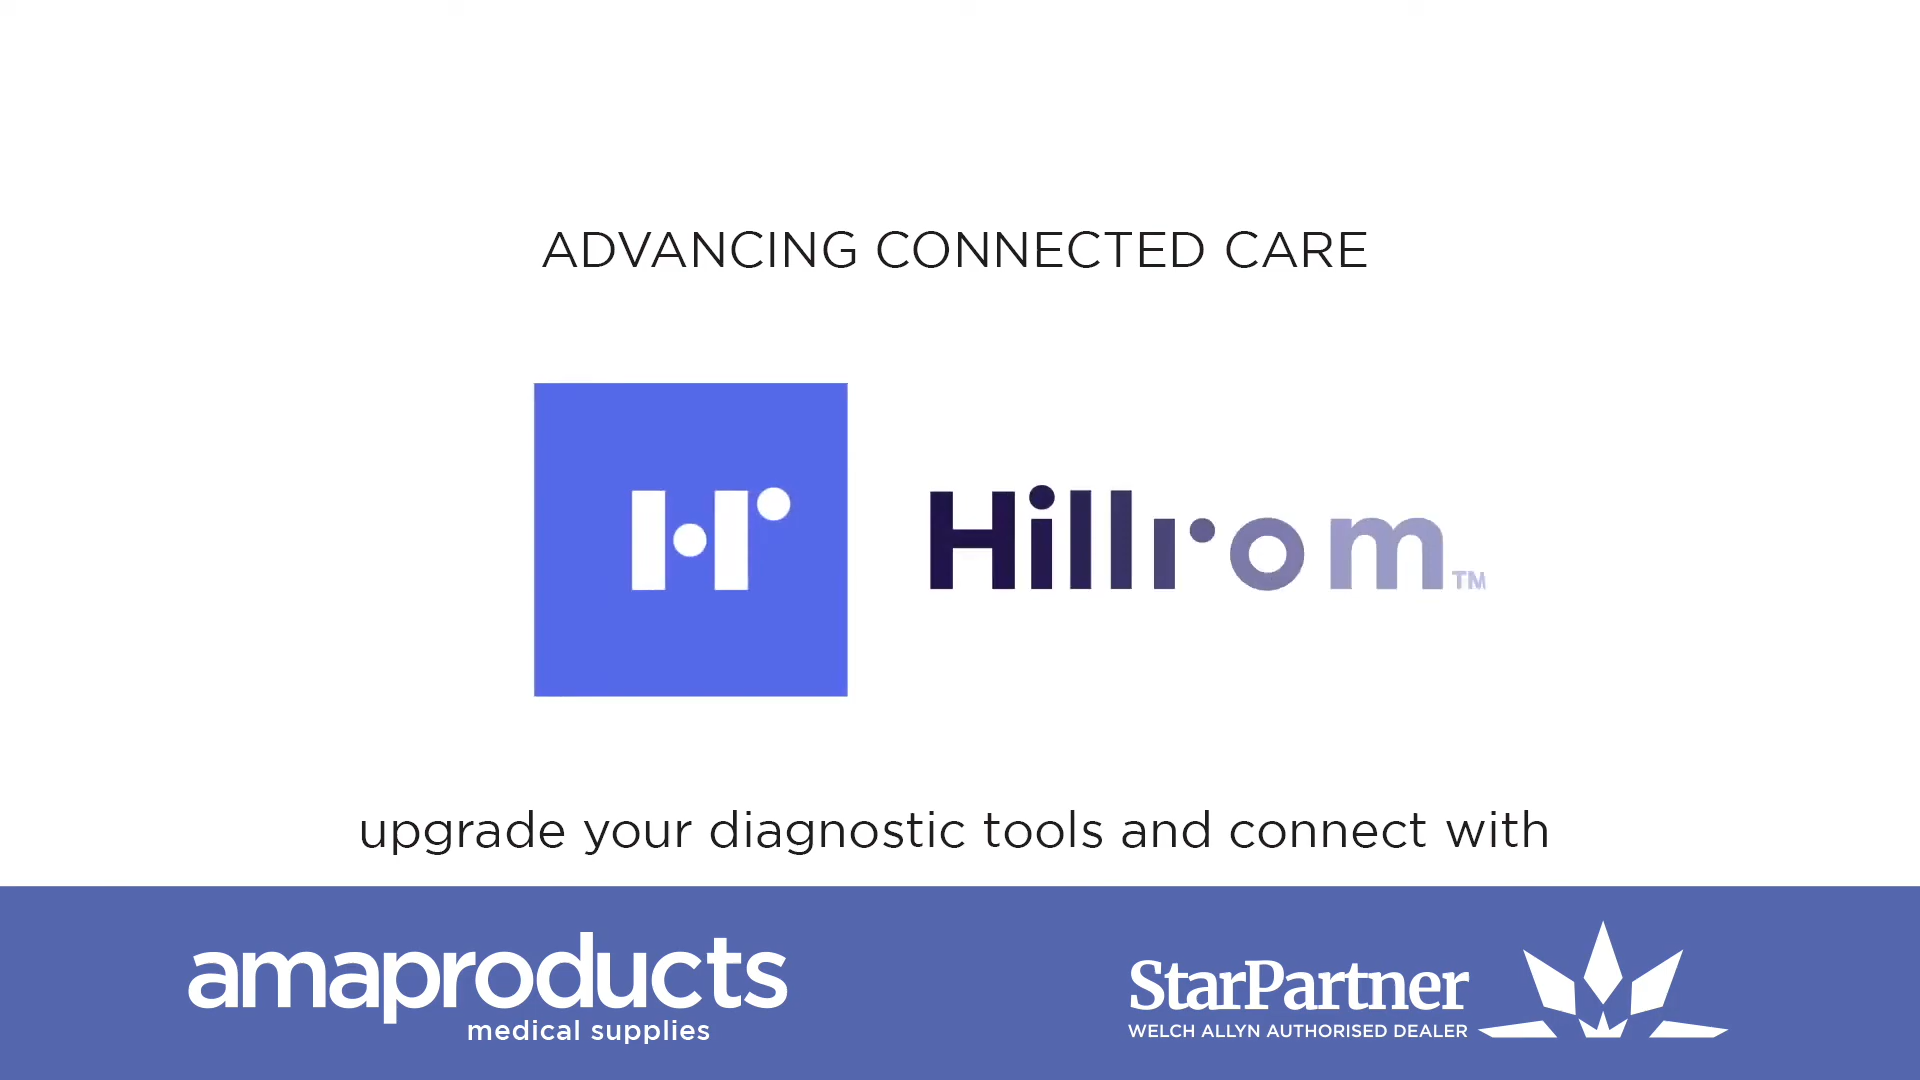 ADVANCING CONNECTED CARE
Hr
Hillrom™
upgrade your diagnostic tools and connect with
amaproducts
medical supplies
StarPartner
WELCH ALLYN AUTHORISED DEALER